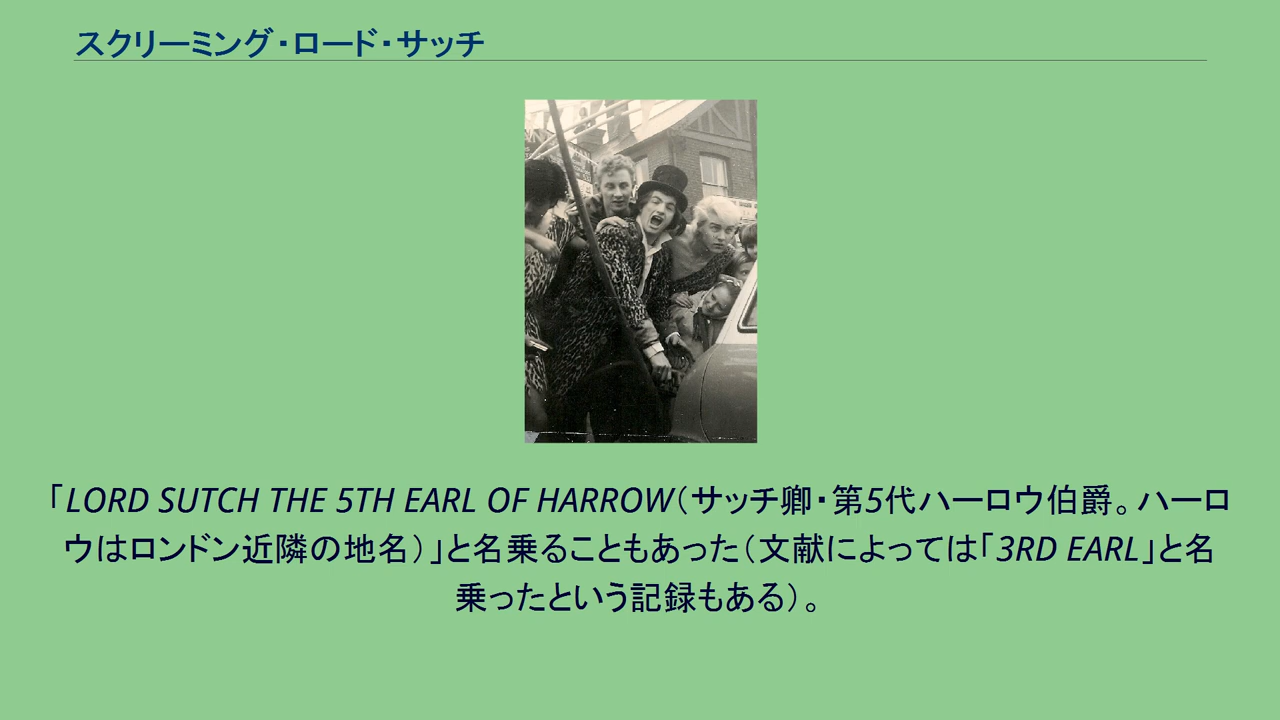 スクリーミング・ロード・サッチ
「LORD SUTCH THE 5TH EARL OF HARROW（サッチ卿・第5代ハーロウ伯爵。ハーロ
ウはロンドン近隣の地名）」と名乗ることもあった（文献によっては「3RD EARL」と名
乗ったという記録もある）。